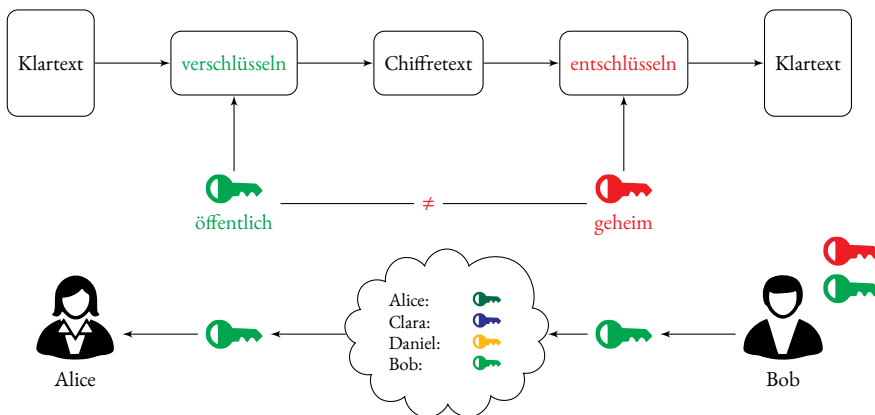 Klartext
verschlüsseln
Chiffretext
entschlüsseln
Klartext
öffentlich
≠
geheim
Alice:
Clara:
Daniel:
Bob:
Alice
Bob